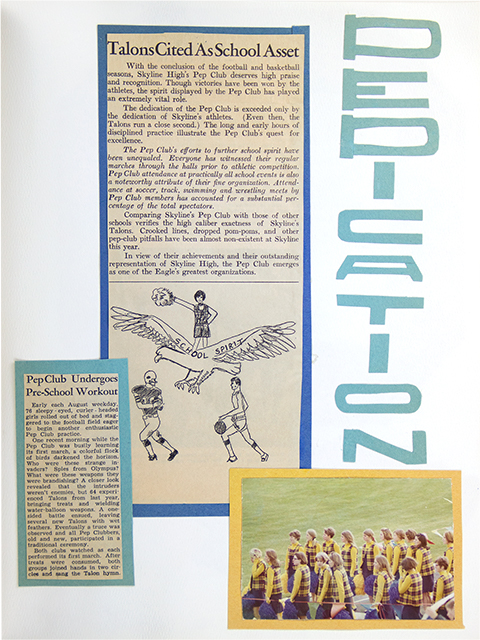 Talons Cited As School Asset
With the conclusion of the football and basketball
seasons, Skyline High's Pep Club deserves high praise
and recognition. Though victories have been won by the
athletes, the spirit displayed by the Pep Club has played
an extremely vital role.
The dedication of the Pep Club is exceeded only by
the dedication of Skyline's athletes. (Even then, the
Talons run a close second.) The long and early hours of
disciplined practice illustrate the Pep Club's quest for
excellence.
The Pep Club's efforts to further school spirit have
been unequaled. Everyone has witnessed their regular
marches through the halls prior to athletic competition.
Pep Club attendance at practically all school events is also
a noteworthy attribute of their fine organization. Attend-
ance at soccer, track, swimming and wrestling meets by
Pep Club members has accounted for a substantial per-
centage of the total spectators.
Comparing Skyline's Pep Club with those of other
schools verifies the high caliber exactness of Skyline's
Talons. Crooked lines, dropped pom-pons, and other
pep-club pitfalls have been almost non-existent at Skyline
this year.
In view of their achievements and their outstanding
representation of Skyline High, the Pep Club emerges
as one of the Eagle's greatest organizations.
SCHOOL SPIRIT
DEDICATION
Pep Club Undergoes
Pre-School Workout
Early each August weekday,
76 sleepy-eyed, curler-headed
girls rolled out of bed and stag-
gered to the football field eager
to begin another enthusiastic
Pep Club practice.
One recent morning while the
Pep Club was busily learning
its first march, a colorful flock
of birds darkened the horizon.
Who were these strange in-
vaders? Spies from Olympus?
What were these weapons they
were brandishing? A closer look
revealed that the intruders
weren't enemies, but 64 experi-
enced Talons from last year,
bringing treats and wielding
water-balloon weapons. A one
sided battle ensued, leaving
several new Talons with wet
feathers. Eventually a truce was
observed and all Pep Clubbers,
old and new, participated in a
traditional ceremony.
Both clubs watched as each
performed its first march. After
treats were consumed, both
groups joined hands in two cir-
cles and sang the Talon hymn.